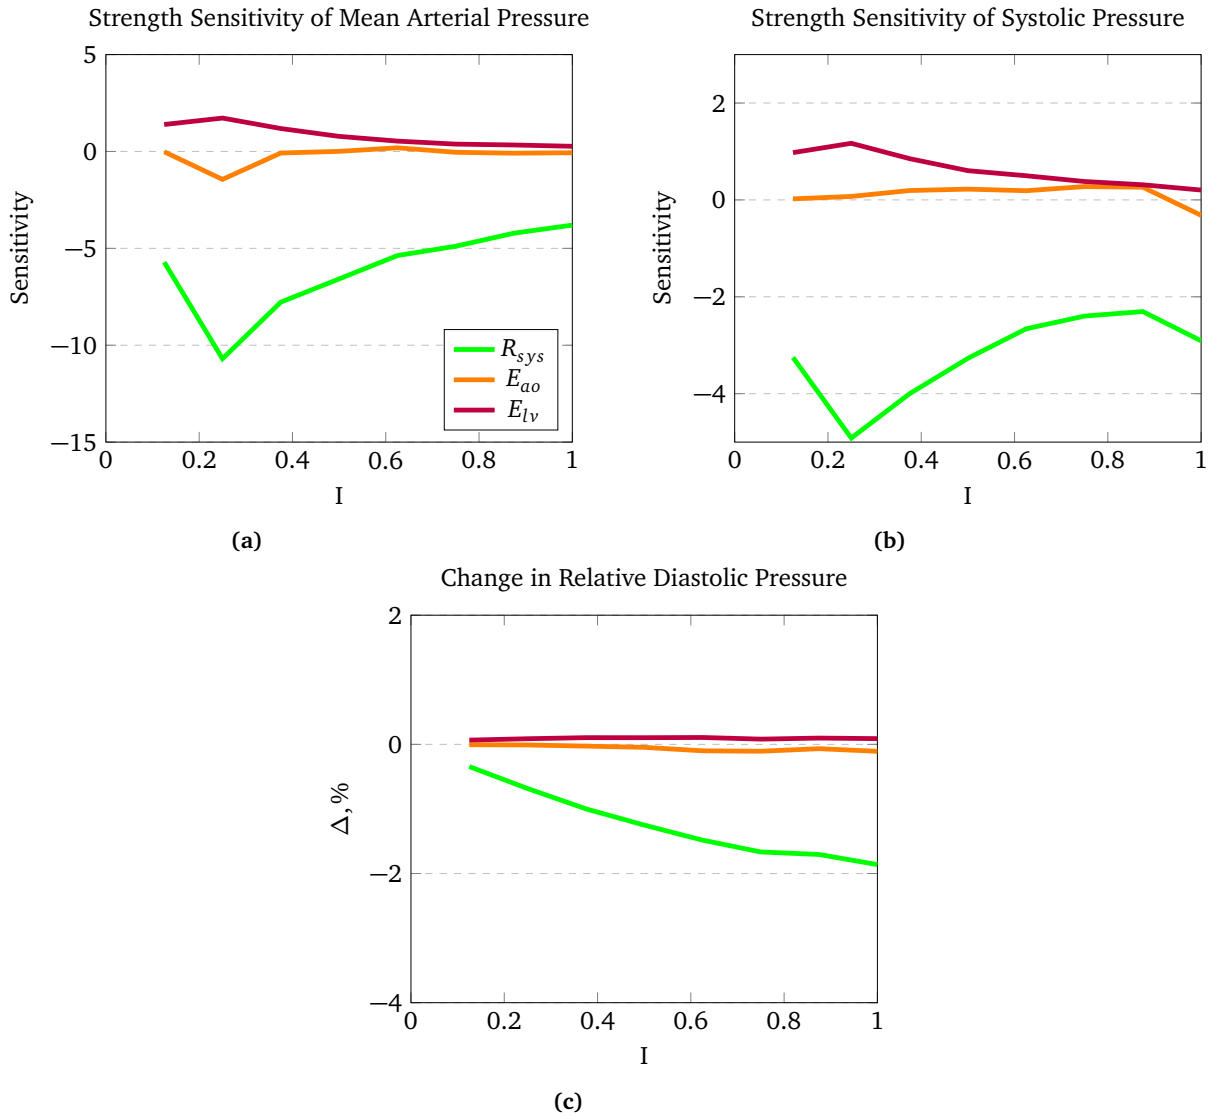 Strength Sensitivity of Mean Arterial Pressure
5
0
−5
−10
−15
0
0.2
0.4
0.6
0.8
1
Sensitivity
I
R_sys
E_ao
E_lv
(a)
Strength Sensitivity of Systolic Pressure
2
0
−2
−4
0
0.2
0.4
0.6
0.8
1
Sensitivity
I
(b)
Change in Relative Diastolic Pressure
2
0
−2
−4
0
0.2
0.4
0.6
0.8
1
Δ, %
I
(c)